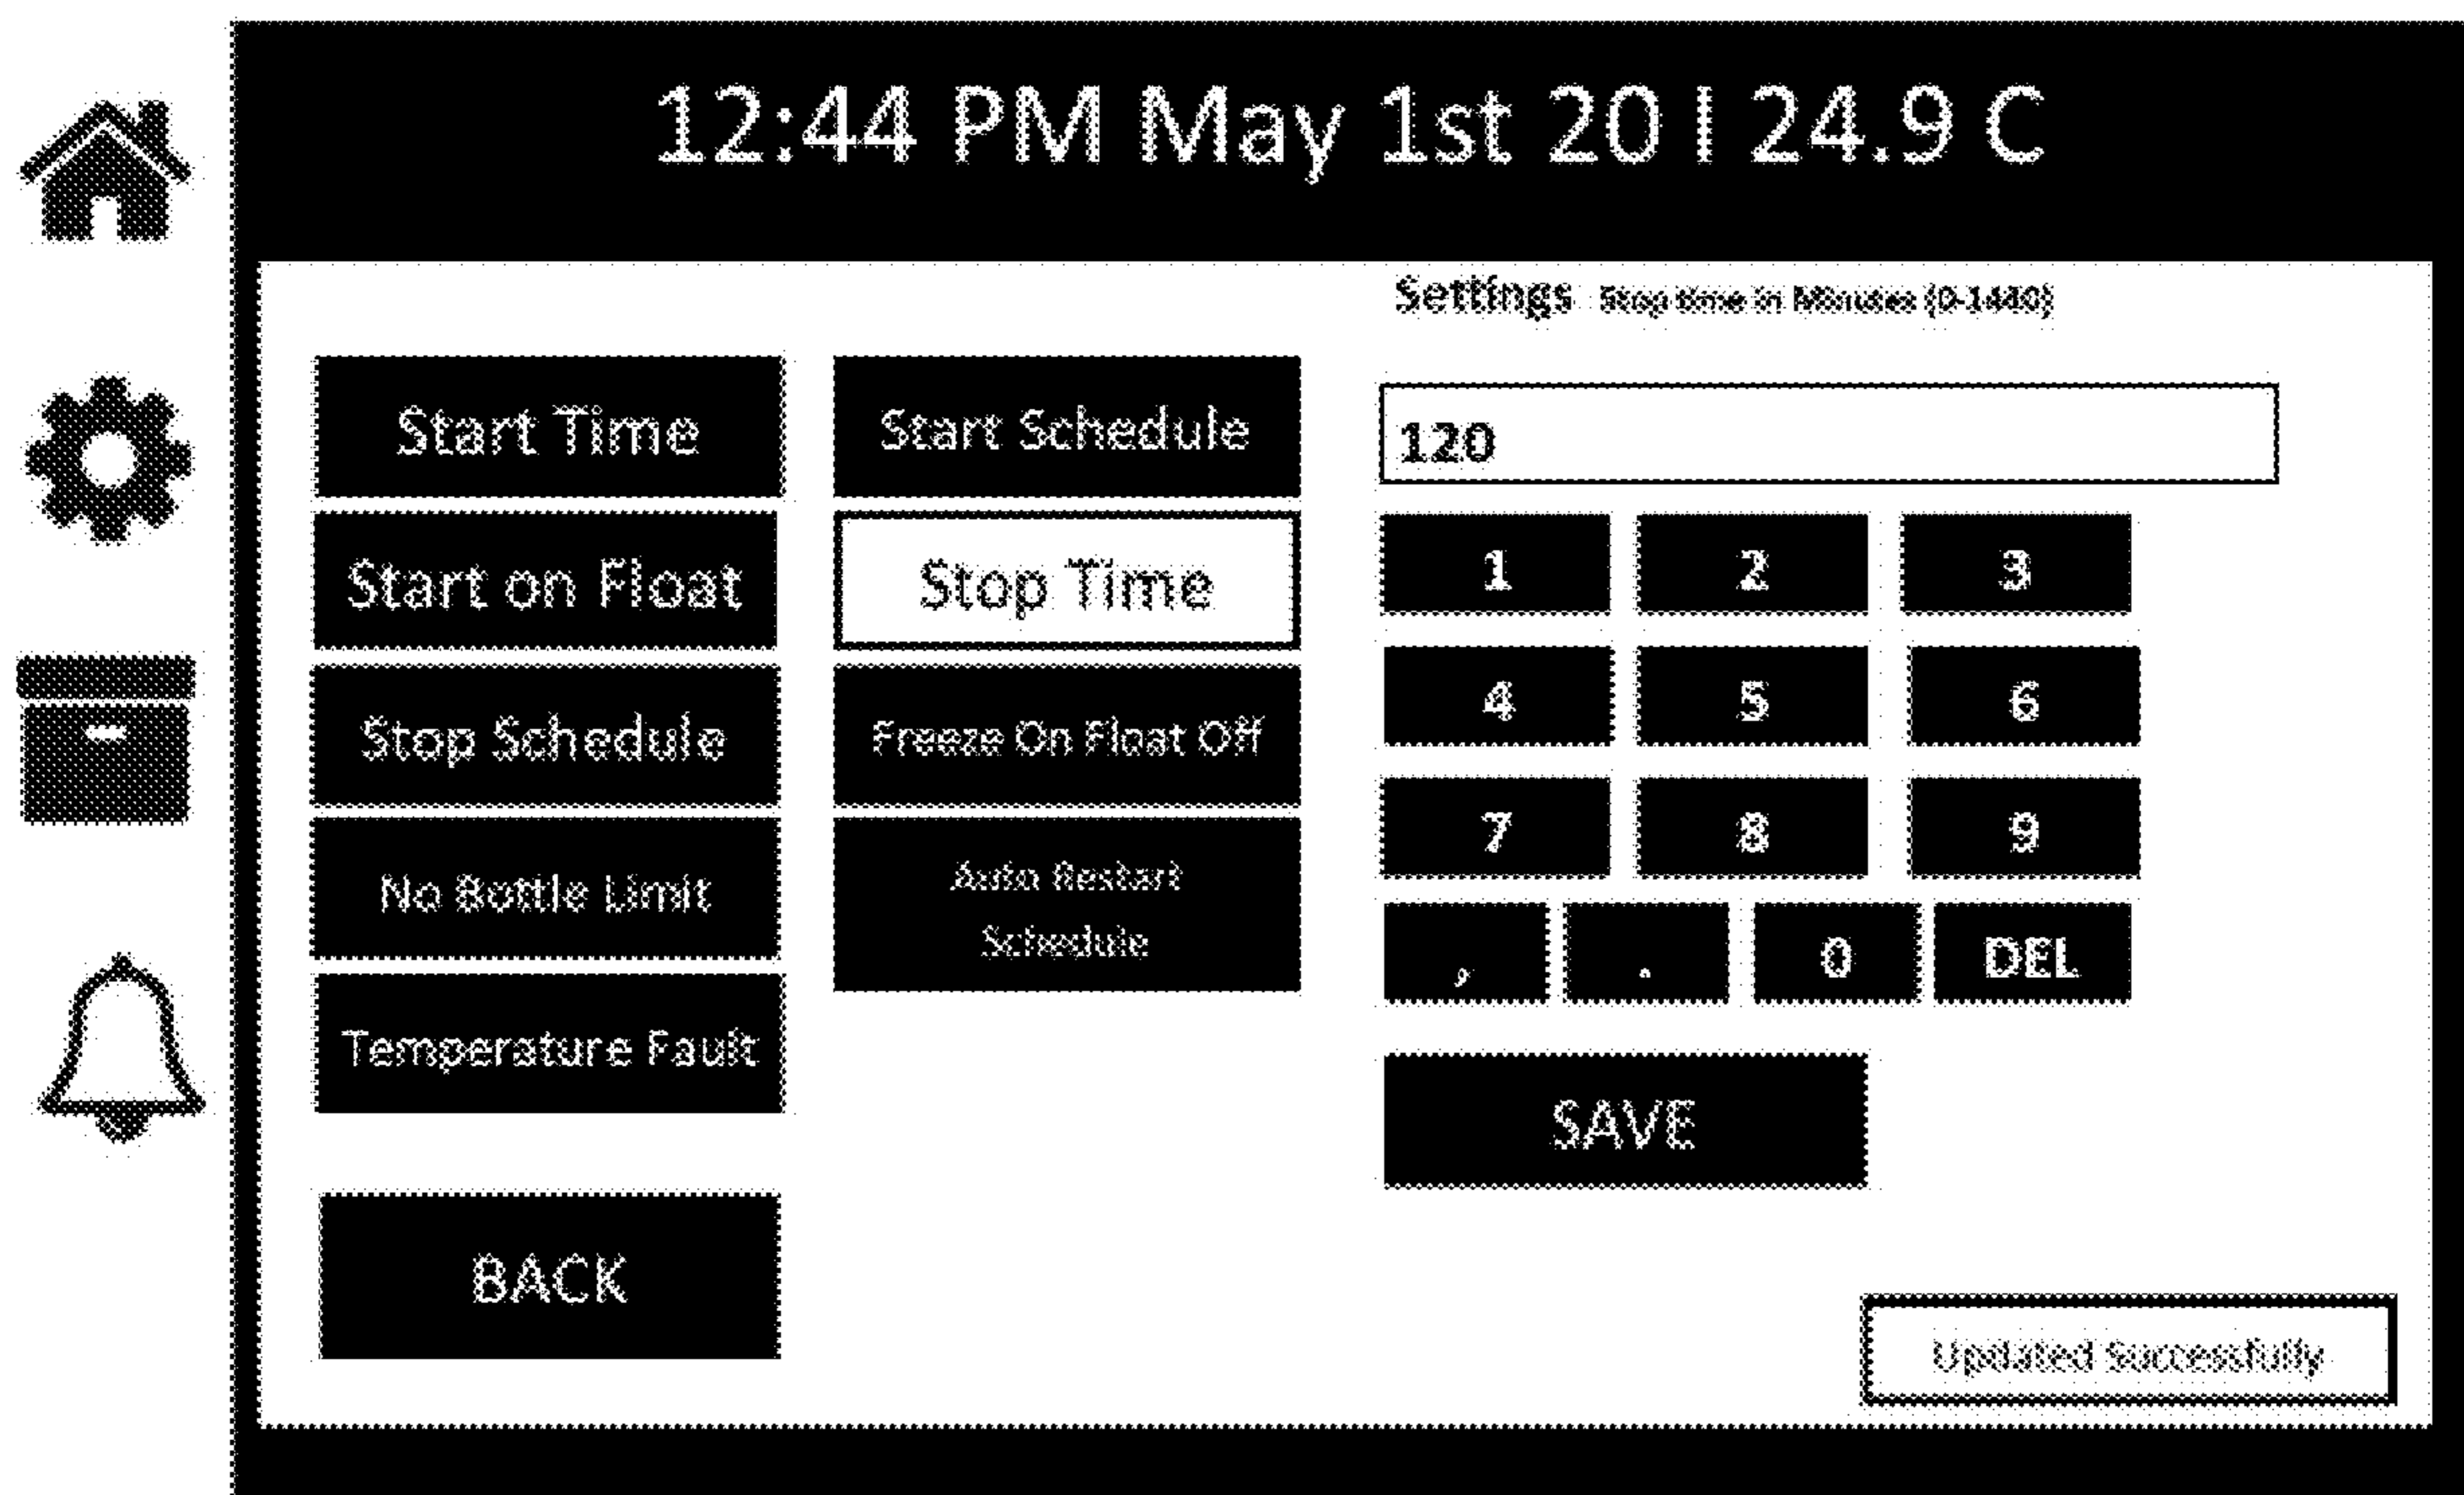 12:44 PM May 1st 20 I 24.9 C
Settings Stop time in Minutes (0-1440)
Start Time
Start Schedule
120
Start on Float
Stop Time
1 2 3
4 5 6
Stop Schedule
Freeze On Float Off
7 8 9
No Bottle Limit
Auto Restart
Schedule
, . 0 DEL
Temperature Fault
SAVE
BACK
Updated Successfully